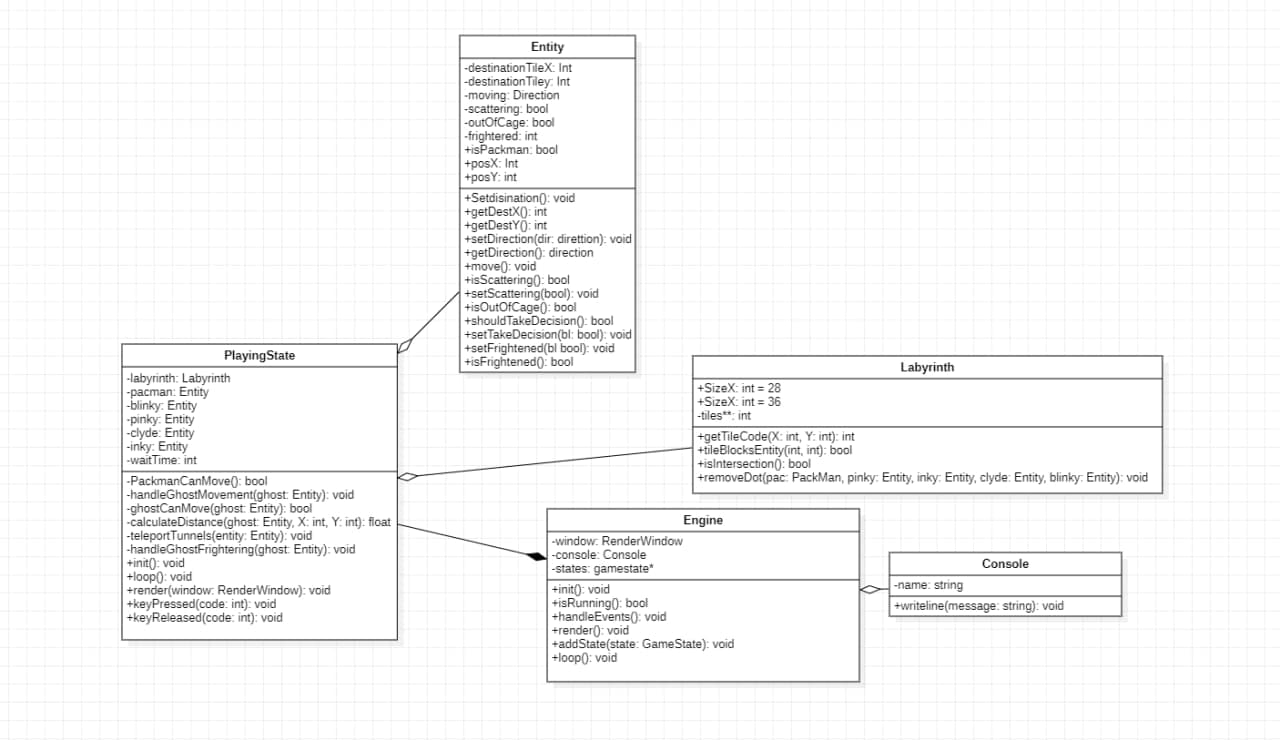 Entity
-destinationTileX: Int
-destinationTiley: Int
-moving: Direction
-scattering: bool
-outOfCage: bool
-frightered: int
+isPackman: bool
+posX: Int
+posY: int
+Setdisination(): void
+getDestX(): int
+getDestY(): int
+setDirection(dir: direttion): void
+getDirection(): direction
+move(): void
+isScattering(): bool
+setScattering(bool): void
+isOutOfCage(): bool
+shouldTakeDecision(): bool
+setTakeDecision(bl: bool): void
+setFrightened(bl bool): void
+isFrightened(): bool
PlayingState
-labyrinth: Labyrinth
-pacman: Entity
-blinky: Entity
-pinky: Entity
-clyde: Entity
-inky: Entity
-waitTime: int
-PackmanCanMove(): bool
-handleGhostMovement(ghost: Entity): void
-ghostCanMove(ghost: Entity): bool
-calculateDistance(ghost: Entity, X: int, Y: int): float
-teleportTunnels(entity: Entity): void
-handleGhostFrightering(ghost: Entity): void
+init(): void
+loop(): void
+render(window: RenderWindow): void
+keyPressed(code: int): void
+keyReleased(code: int): void
Labyrinth
+SizeX: int = 28
+SizeX: int = 36
-tiles**: int
+getTileCode(X: int, Y: int): int
+tileBlocksEntity(int, int): bool
+isIntersection(): bool
+removeDot(pac: PackMan, pinky: Entity, inky: Entity, clyde: Entity, blinky: Entity): void
Engine
-window: RenderWindow
-console: Console
-states: gamestate*
+init(): void
+isRunning(): bool
+handleEvents(): void
+render(): void
+addState(state: GameState): void
+loop(): void
Console
-name: string
+writeline(message: string): void